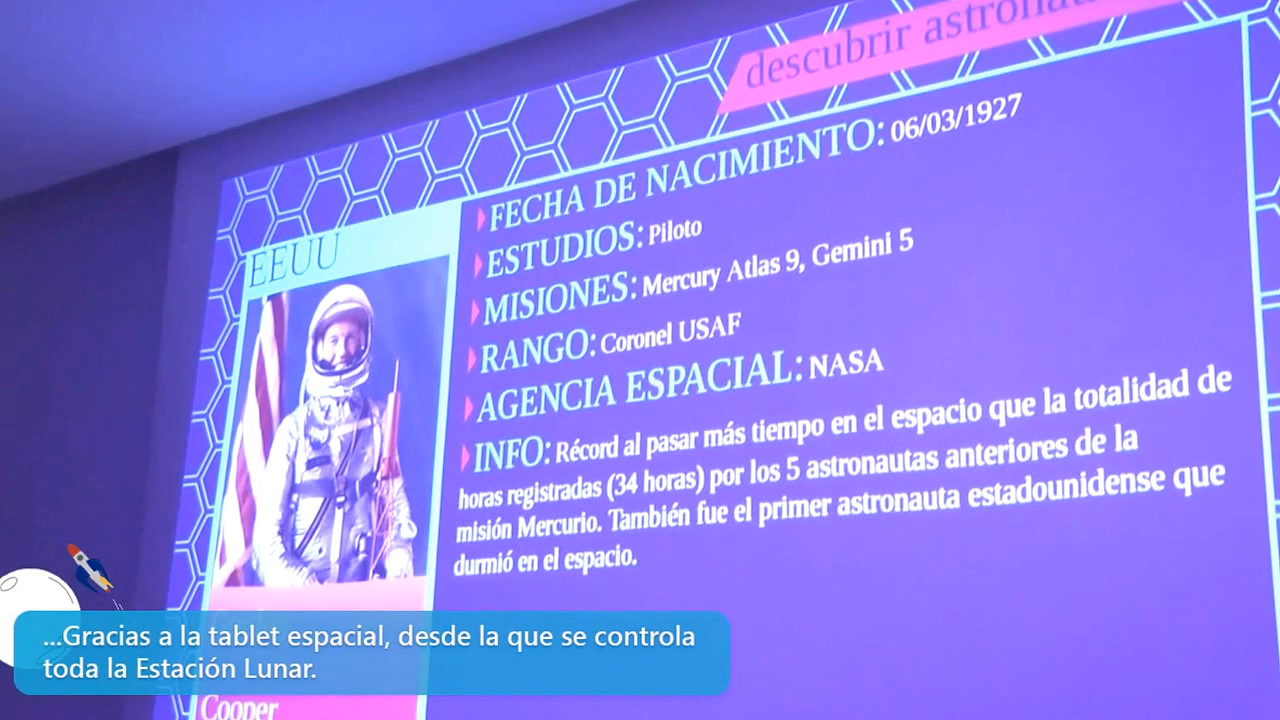 descubrir
EEUU
FECHA DE NACIMIENTO: 06/03/1927
ESTUDIOS: Piloto
MISIONES: Mercury Atlas 9, Gemini 5
RANGO: Coronel USAF
AGENCIA ESPACIAL: NASA
INFO: Récord al pasar más tiempo en el espacio que la totalidad de
horas registradas (34 horas) por los 5 astronautas anteriores de la
misión Mercurio. También fue el primer astronauta estadounidense que
durmió en el espacio.
...Gracias a la tablet espacial, desde la que se controla
toda la Estación Lunar.
Cooper